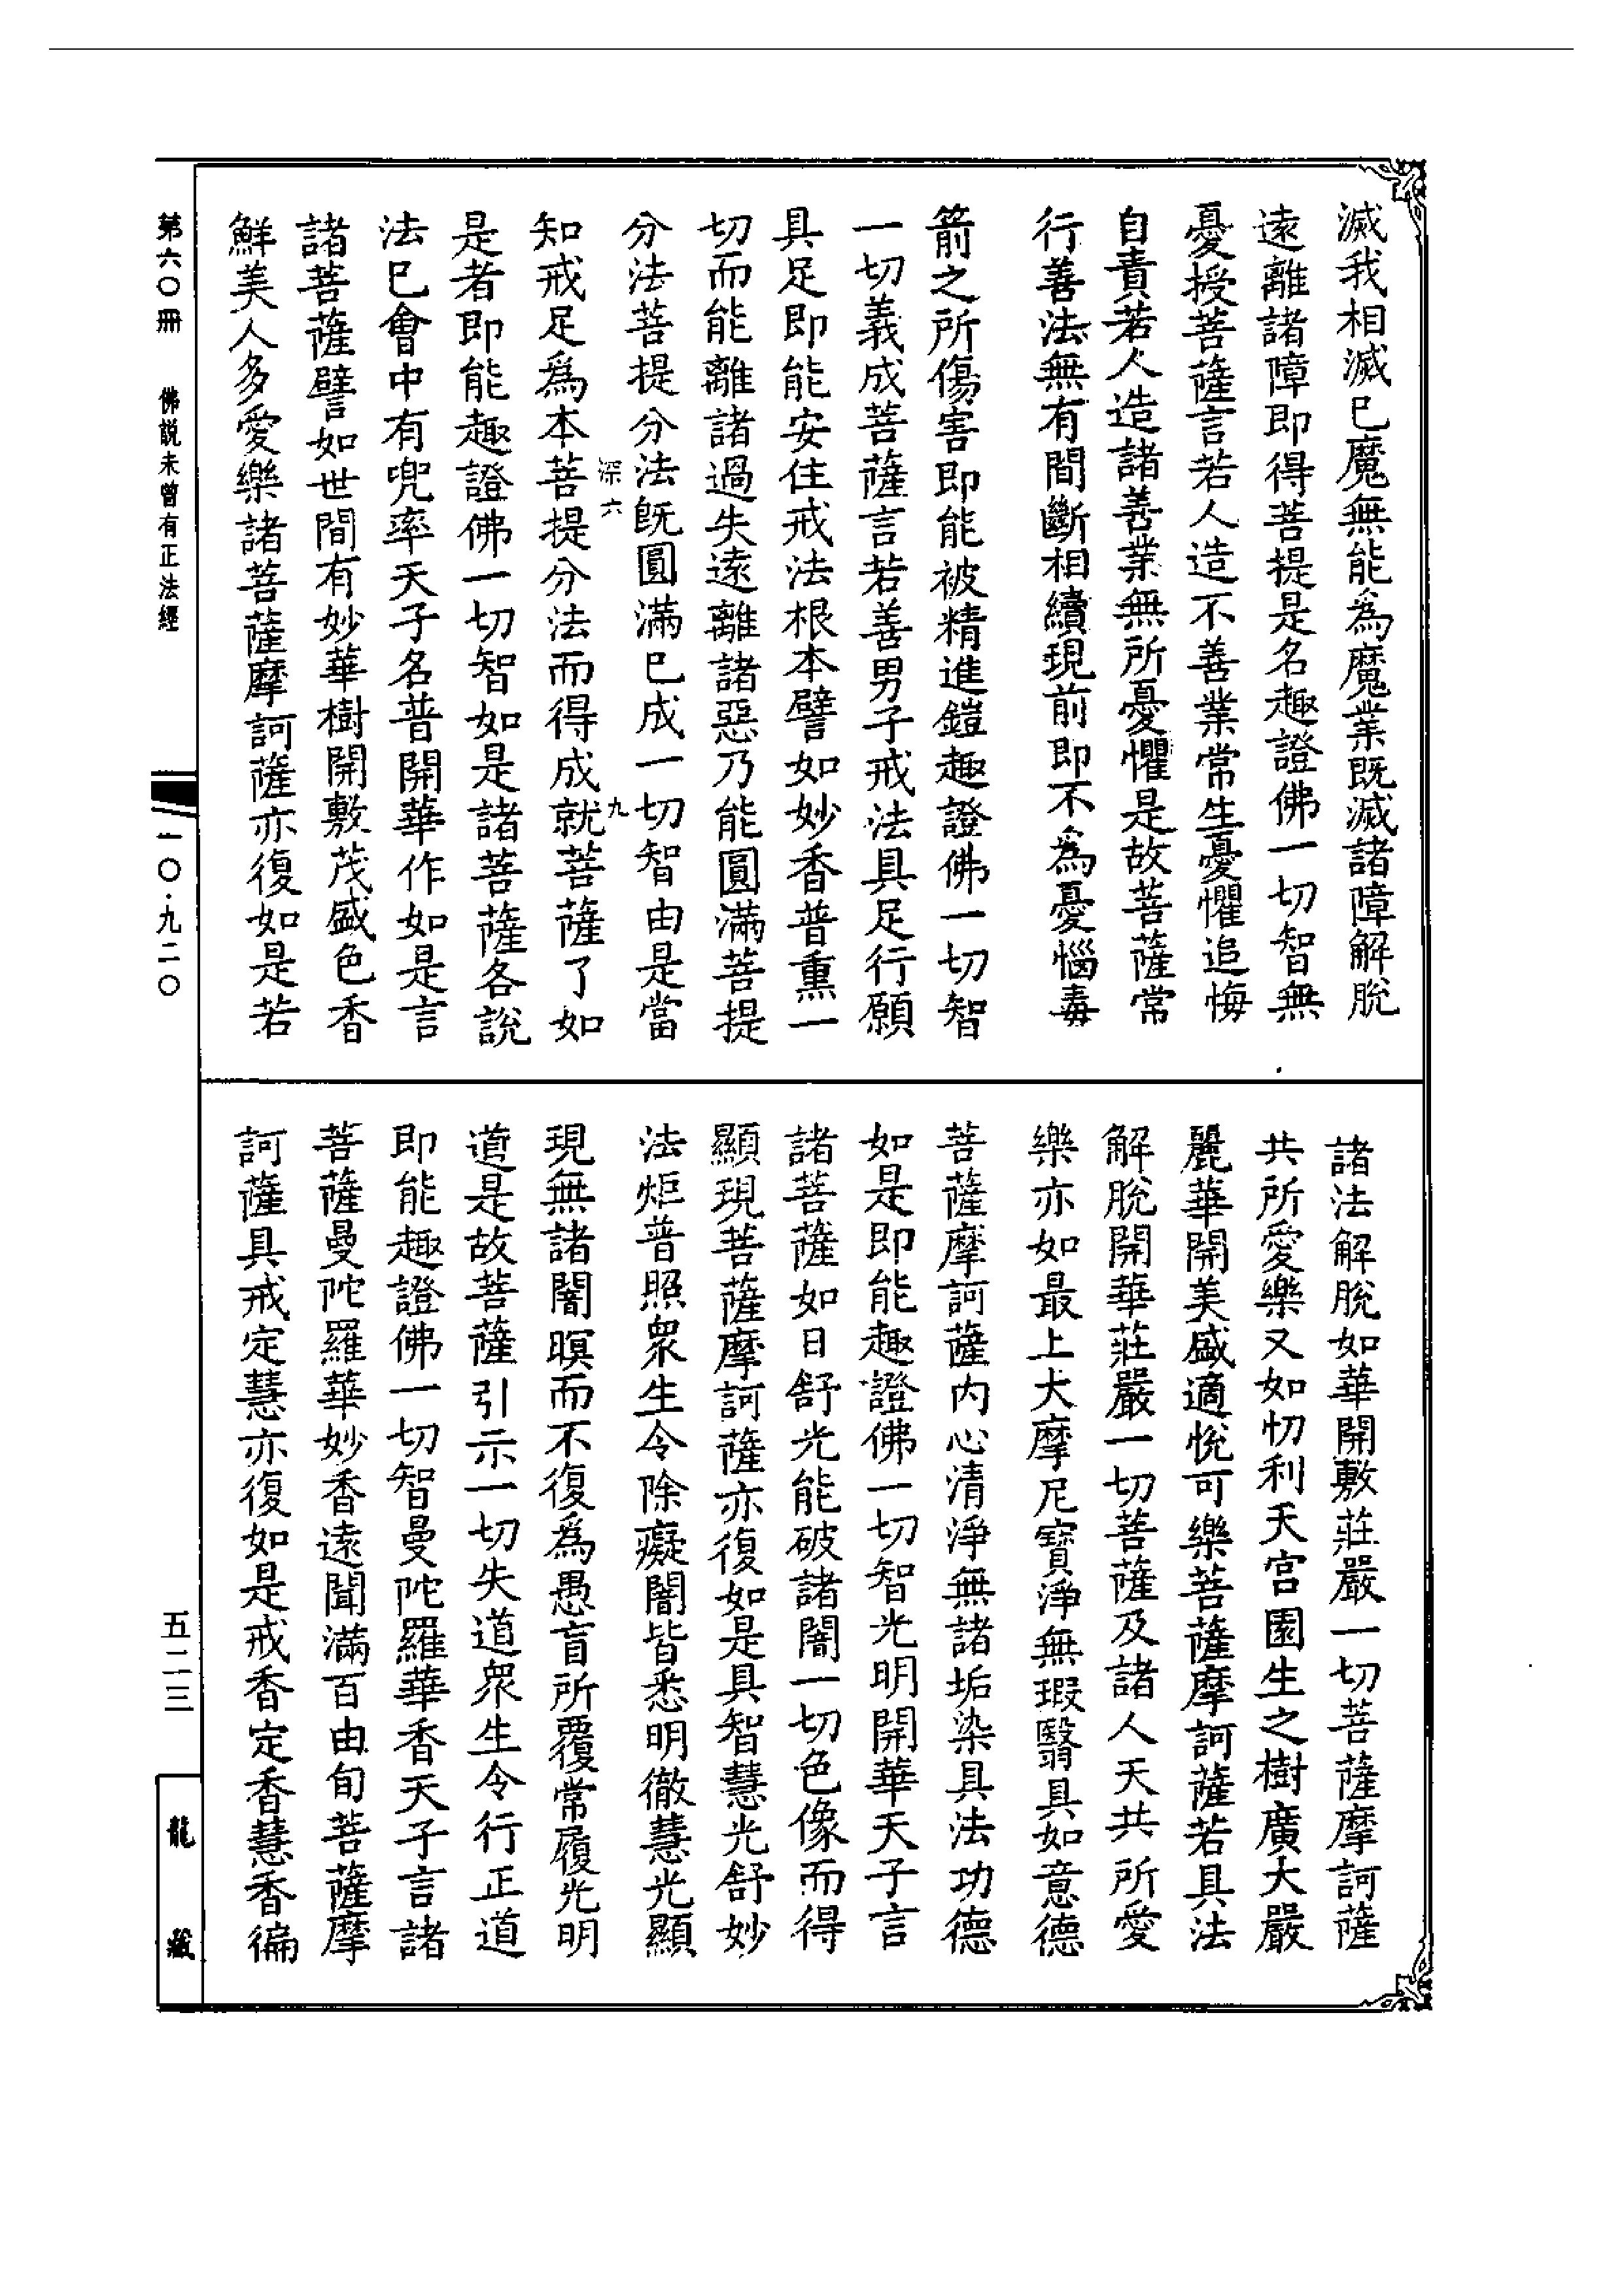 滅我相滅巳魔無能爲魔業既滅諸障解脫
遠離諸障即得菩提是名趣證佛一切智無
憂授菩薩言若人造不善業常生憂懼追悔
自責若人造諸善業無所憂懼是故菩薩常
行善法無有間斷相續現前即不爲憂惱毒
箭之所傷害即能被精進鎧趣證佛一切智
一切義成菩薩言若善男子戒法具足行願
具足即能安住戒法根本譬如妙香普熏一
切而能離諸過失遠離諸惡乃能圓滿菩提
分法菩提分法既圓滿巳成一切智由是當
深六
九
知戒足爲本菩提分法而得成就菩薩了如
是者即能趣證佛一切智如是諸菩薩各說
法巳會中有兜率天子名普開華作如是言
諸菩薩譬如世間有妙華樹開敷茂盛色香
鮮美人多愛樂諸菩薩摩訶薩亦復如是若
諸法解脫如華開敷莊嚴一切菩薩摩訶薩
共所愛樂又如忉利天宮園生之樹廣大嚴
麗華開美盛適悅可樂菩薩摩訶薩若具法
解脫開華莊嚴一切菩薩及諸人天共所愛
樂亦如最上大摩尼寶淨無瑕翳具如意德
菩薩摩訶薩内心清淨無諸垢染具法功德
如是即能趣證佛一切智光明開華天子言
諸菩薩如日舒光能破諸闇一切色像而得
顯現菩薩摩訶薩亦復如是具智慧光舒妙
法炬普照眾生令除癡闇皆悉明徹慧光顯
現無諸闇暝而不復爲愚盲所覆常履光明
道是故菩薩引示一切失道眾生令行正道
即能趣證佛一切智曼陀羅華香天子言諸
菩薩曼陀羅華妙香遠聞滿百由旬菩薩摩
訶薩具戒定慧亦復如是戒香定香慧香徧
第六〇冊 佛說未曾有正法經
一〇·九二〇
五二三
龍藏